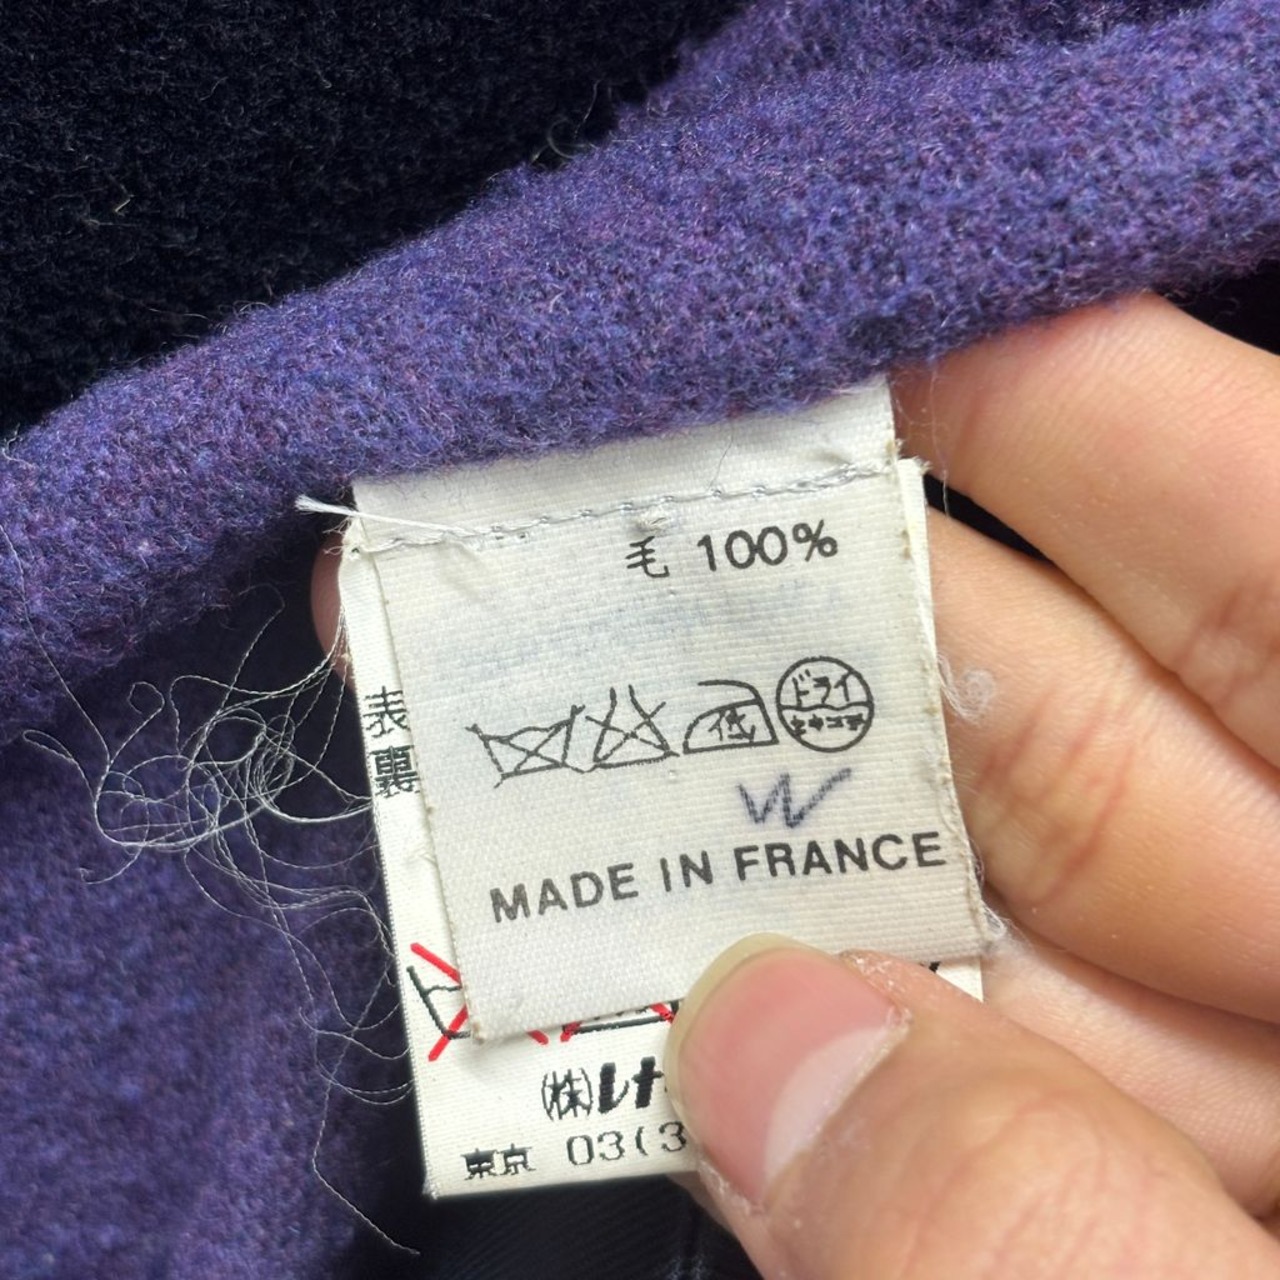 毛 100%
低
ドライ
セキユ系
W
MADE IN FRANCE
表
裏
(株)レナ
東京 03(3